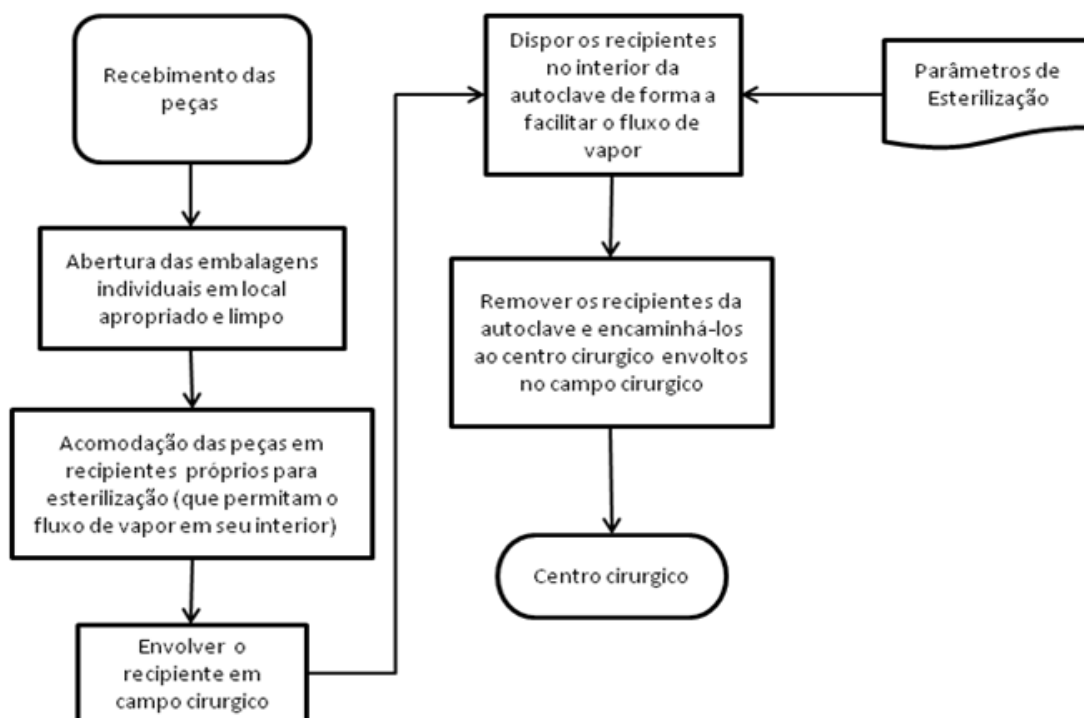 Recebimento das
peças
Abertura das embalagens
individuais em local
apropriado e limpo
Acomodação das peças em
recipientes próprios para
esterilização (que permitam o
fluxo de vapor em seu interior)
Envolver o
recipiente em
campo cirurgico
Dispor os recipientes
no interior da
autoclave de forma a
facilitar o fluxo de
vapor
Parâmetros de
Esterilização
Remover os recipientes da
autoclave e encaminhá-los
ao centro cirurgico envoltos
no campo cirurgico
Centro cirurgico